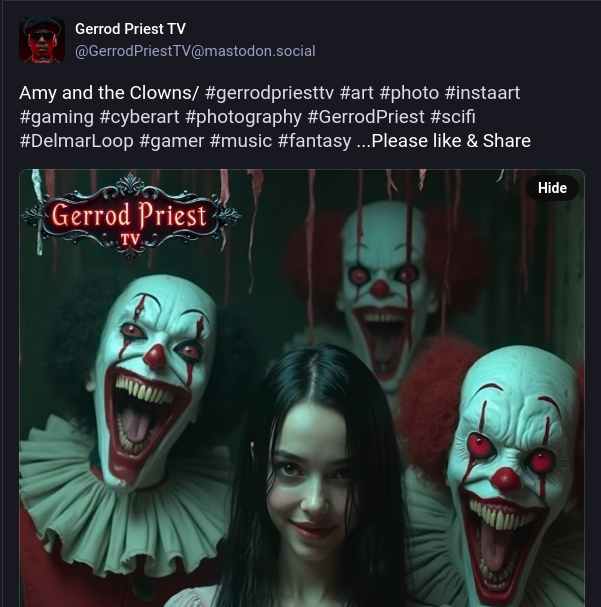 Gerrod Priest TV
@GerrodPriestTV@mastodon.social
Amy and the Clowns/ #gerrodpriesttv #art #photo #instaart
#gaming #cyberart #photography #GerrodPriest #scifi
#DelmarLoop #gamer #music #fantasy ...Please like & Share
Hide
Gerrod Priest
TV